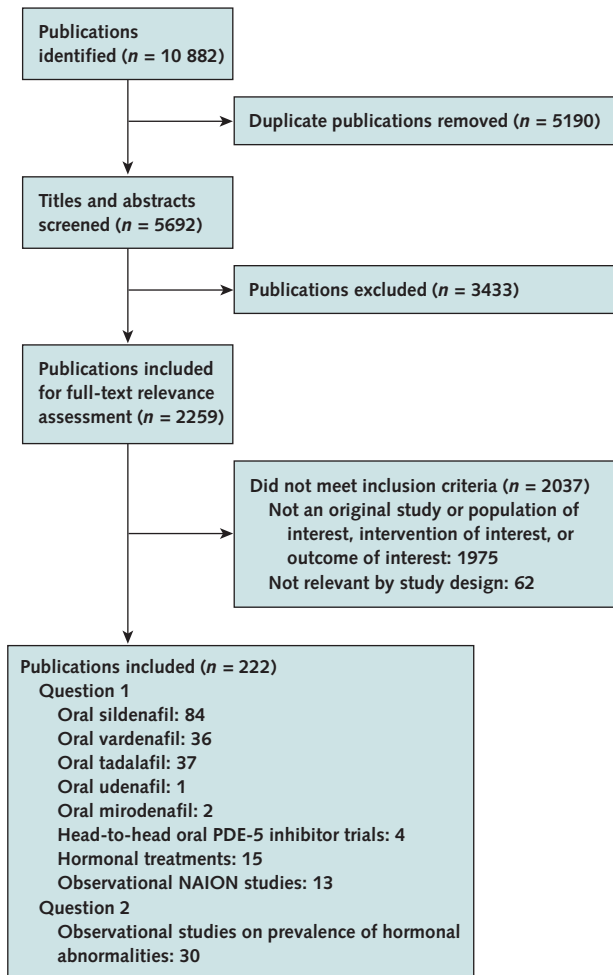 Publications
identified (n = 10 882)
Duplicate publications removed (n = 5190)
Titles and abstracts
screened (n = 5692)
Publications excluded (n = 3433)
Publications included
for full-text relevance
assessment (n = 2259)
Did not meet inclusion criteria (n = 2037)
Not an original study or population of
interest, intervention of interest, or
outcome of interest: 1975
Not relevant by study design: 62
Publications included (n = 222)
Question 1
Oral sildenafil: 84
Oral vardenafil: 36
Oral tadalafil: 37
Oral udenafil: 1
Oral mirodenafil: 2
Head-to-head oral PDE-5 inhibitor trials: 4
Hormonal treatments: 15
Observational NAION studies: 13
Question 2
Observational studies on prevalence of hormonal
abnormalities: 30